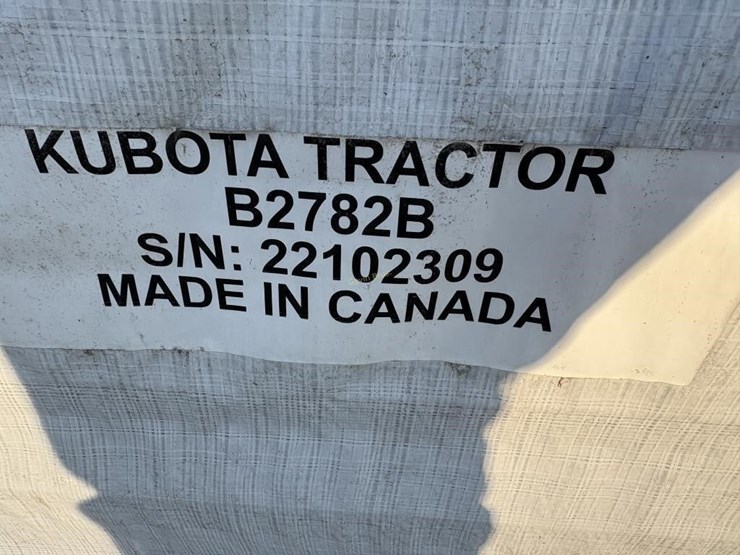 KUBOTA TRACTOR
B2782B
S/N: 22102309
MADE IN CANADA